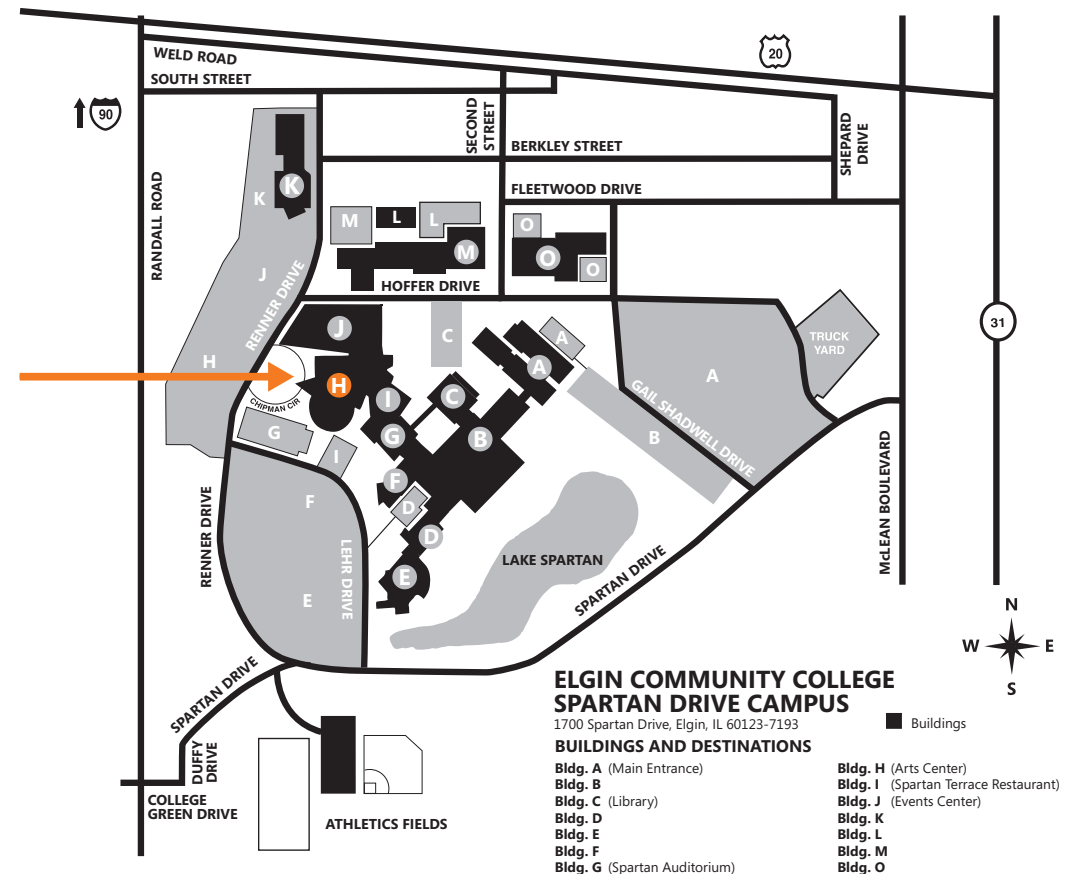 20
WELD ROAD
SOUTH STREET
90
SECOND
STREET
BERKLEY STREET
SHEPARD
DRIVE
FLEETWOOD DRIVE
RANDALL ROAD
K
K
M
L
L
O
M
O
O
J
RENNER DRIVE
HOFFER DRIVE
31
J
C
A
TRUCK
YARD
H
A
A
H
CHIPMAN CIR
I
C
GAIL SHADWELL DRIVE
G
G
B
B
I
F
F
D
D
RENNER DRIVE
LEHR DRIVE
E
E
LAKE SPARTAN
SPARTAN DRIVE
McLEAN BOULEVARD
N
W E
S
SPARTAN DRIVE
DUFFY
DRIVE
COLLEGE
GREEN DRIVE
ATHLETICS FIELDS
ELGIN COMMUNITY COLLEGE
SPARTAN DRIVE CAMPUS
1700 Spartan Drive, Elgin, IL 60123-7193
Buildings
BUILDINGS AND DESTINATIONS
Bldg. A (Main Entrance)
Bldg. B
Bldg. C (Library)
Bldg. D
Bldg. E
Bldg. F
Bldg. G (Spartan Auditorium)
Bldg. H (Arts Center)
Bldg. I (Spartan Terrace Restaurant)
Bldg. J (Events Center)
Bldg. K
Bldg. L
Bldg. M
Bldg. O